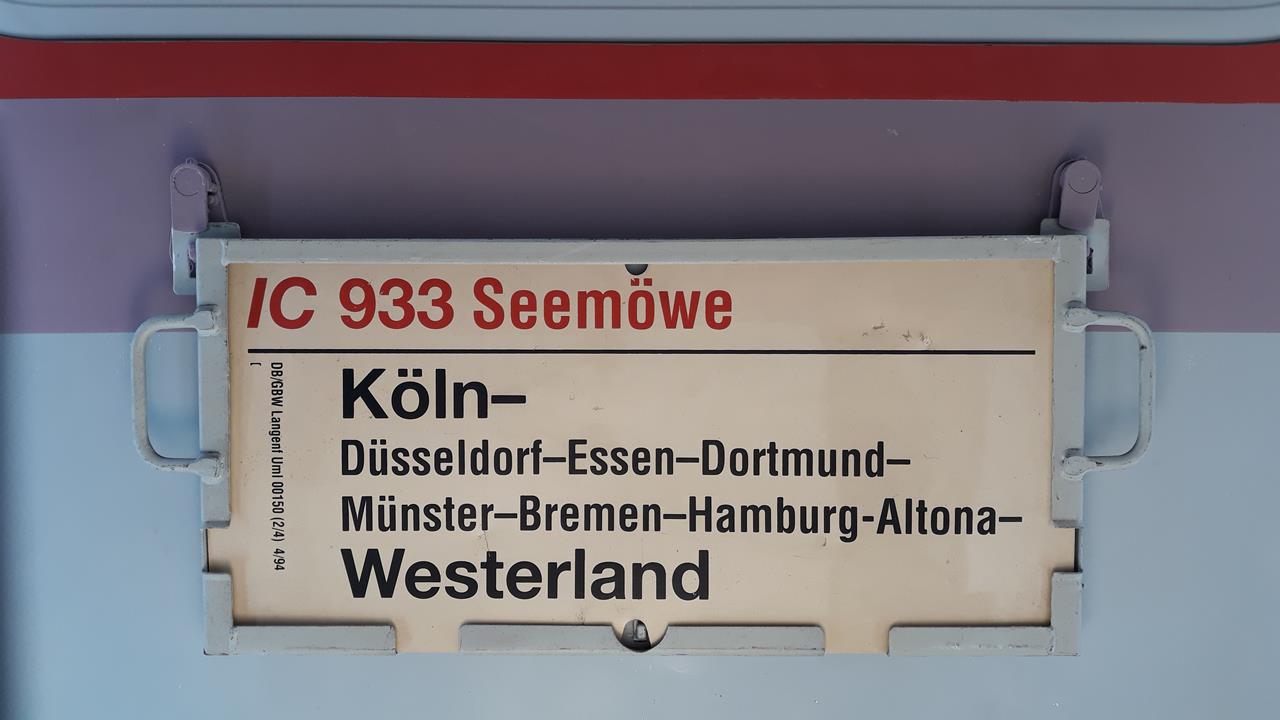 IC 933 Seemöwe
Köln–
Düsseldorf–Essen–Dortmund–
Münster–Bremen–Hamburg-Altona–
Westerland
DB/GBW Langenf Uml 00150 (2/4) 4/94